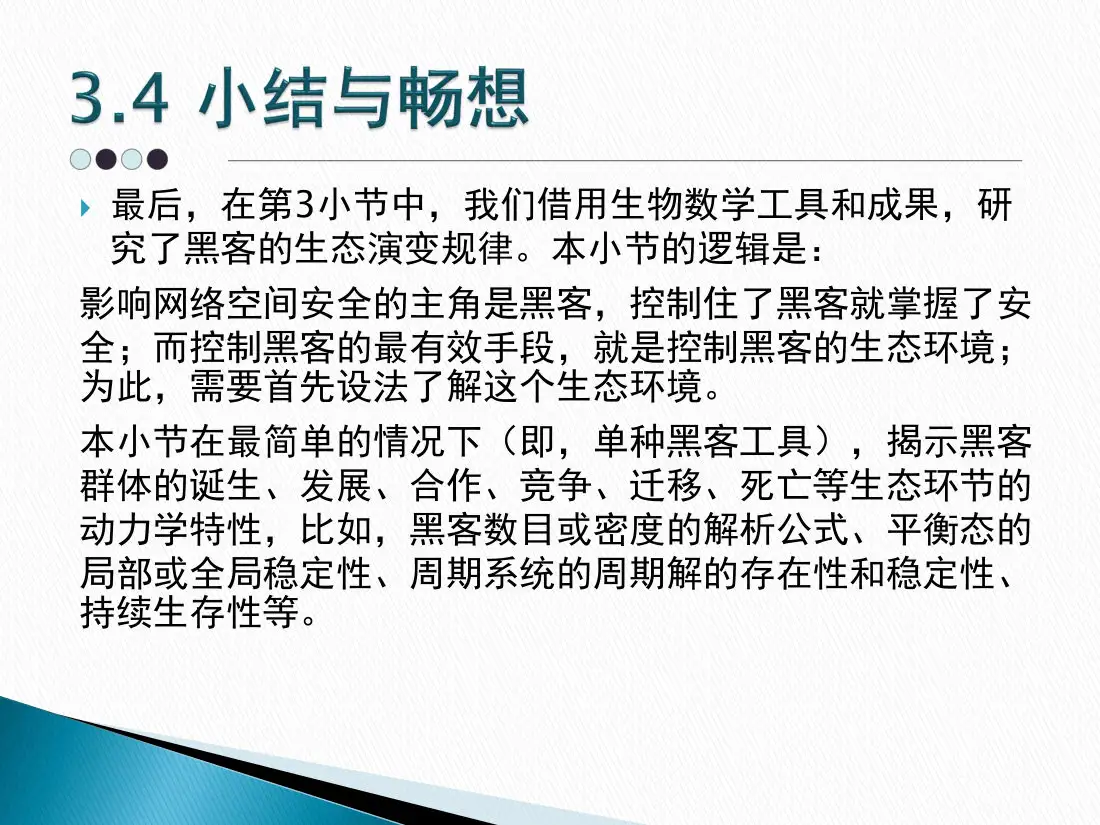 3.4 小结与畅想
最后，在第3小节中，我们借用生物数学工具和成果，研
究了黑客的生态演变规律。本小节的逻辑是：
影响网络空间安全的主角是黑客，控制住了黑客就掌握了安
全；而控制黑客的最有效手段，就是控制黑客的生态环境；
为此，需要首先设法了解这个生态环境。
本小节在最简单的情况下（即，单种黑客工具），揭示黑客
群体的诞生、发展、合作、竞争、迁移、死亡等生态环节的
动力学特性，比如，黑客数目或密度的解析公式、平衡态的
局部或全局稳定性、周期系统的周期解的存在性和稳定性、
持续生存性等。